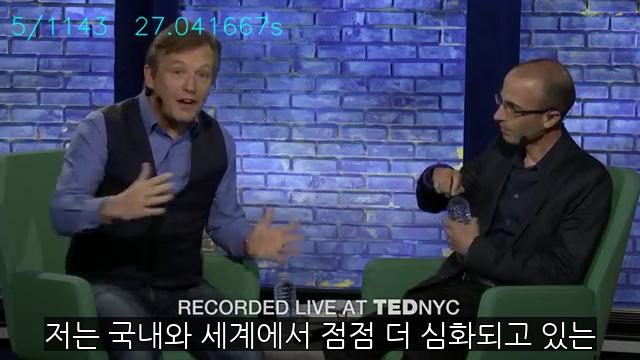 5/1143 27.041667s
RECORDED LIVE AT TEDNYC
저는 국내와 세계에서 점점 더 심화되고 있는